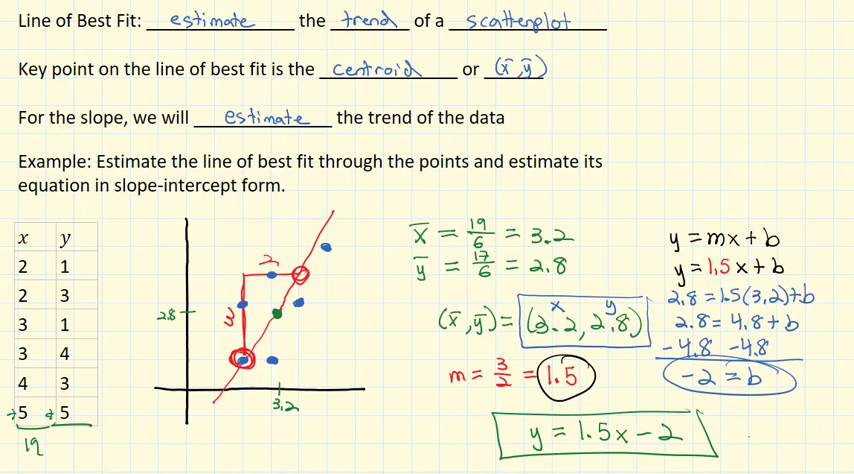 Line of Best Fit: estimate the trend of a scatterplot
Key point on the line of best fit is the centroid or (x̄, ȳ)
For the slope, we will estimate the trend of the data
Example: Estimate the line of best fit through the points and estimate its
equation in slope-intercept form.
x y
2 1
2 3
3 1
3 4
4 3
+5 +5
19
2
3
2.8
3.2
x̄ = 19/6 = 3.2
ȳ = 17/6 = 2.8
x y
(x̄, ȳ) = (3.2, 2.8)
m = 3/2 = 1.5
y = mx + b
y = 1.5x + b
2.8 = 1.5(3.2) + b
2.8 = 4.8 + b
-4.8 -4.8
-2 = b
y = 1.5x - 2